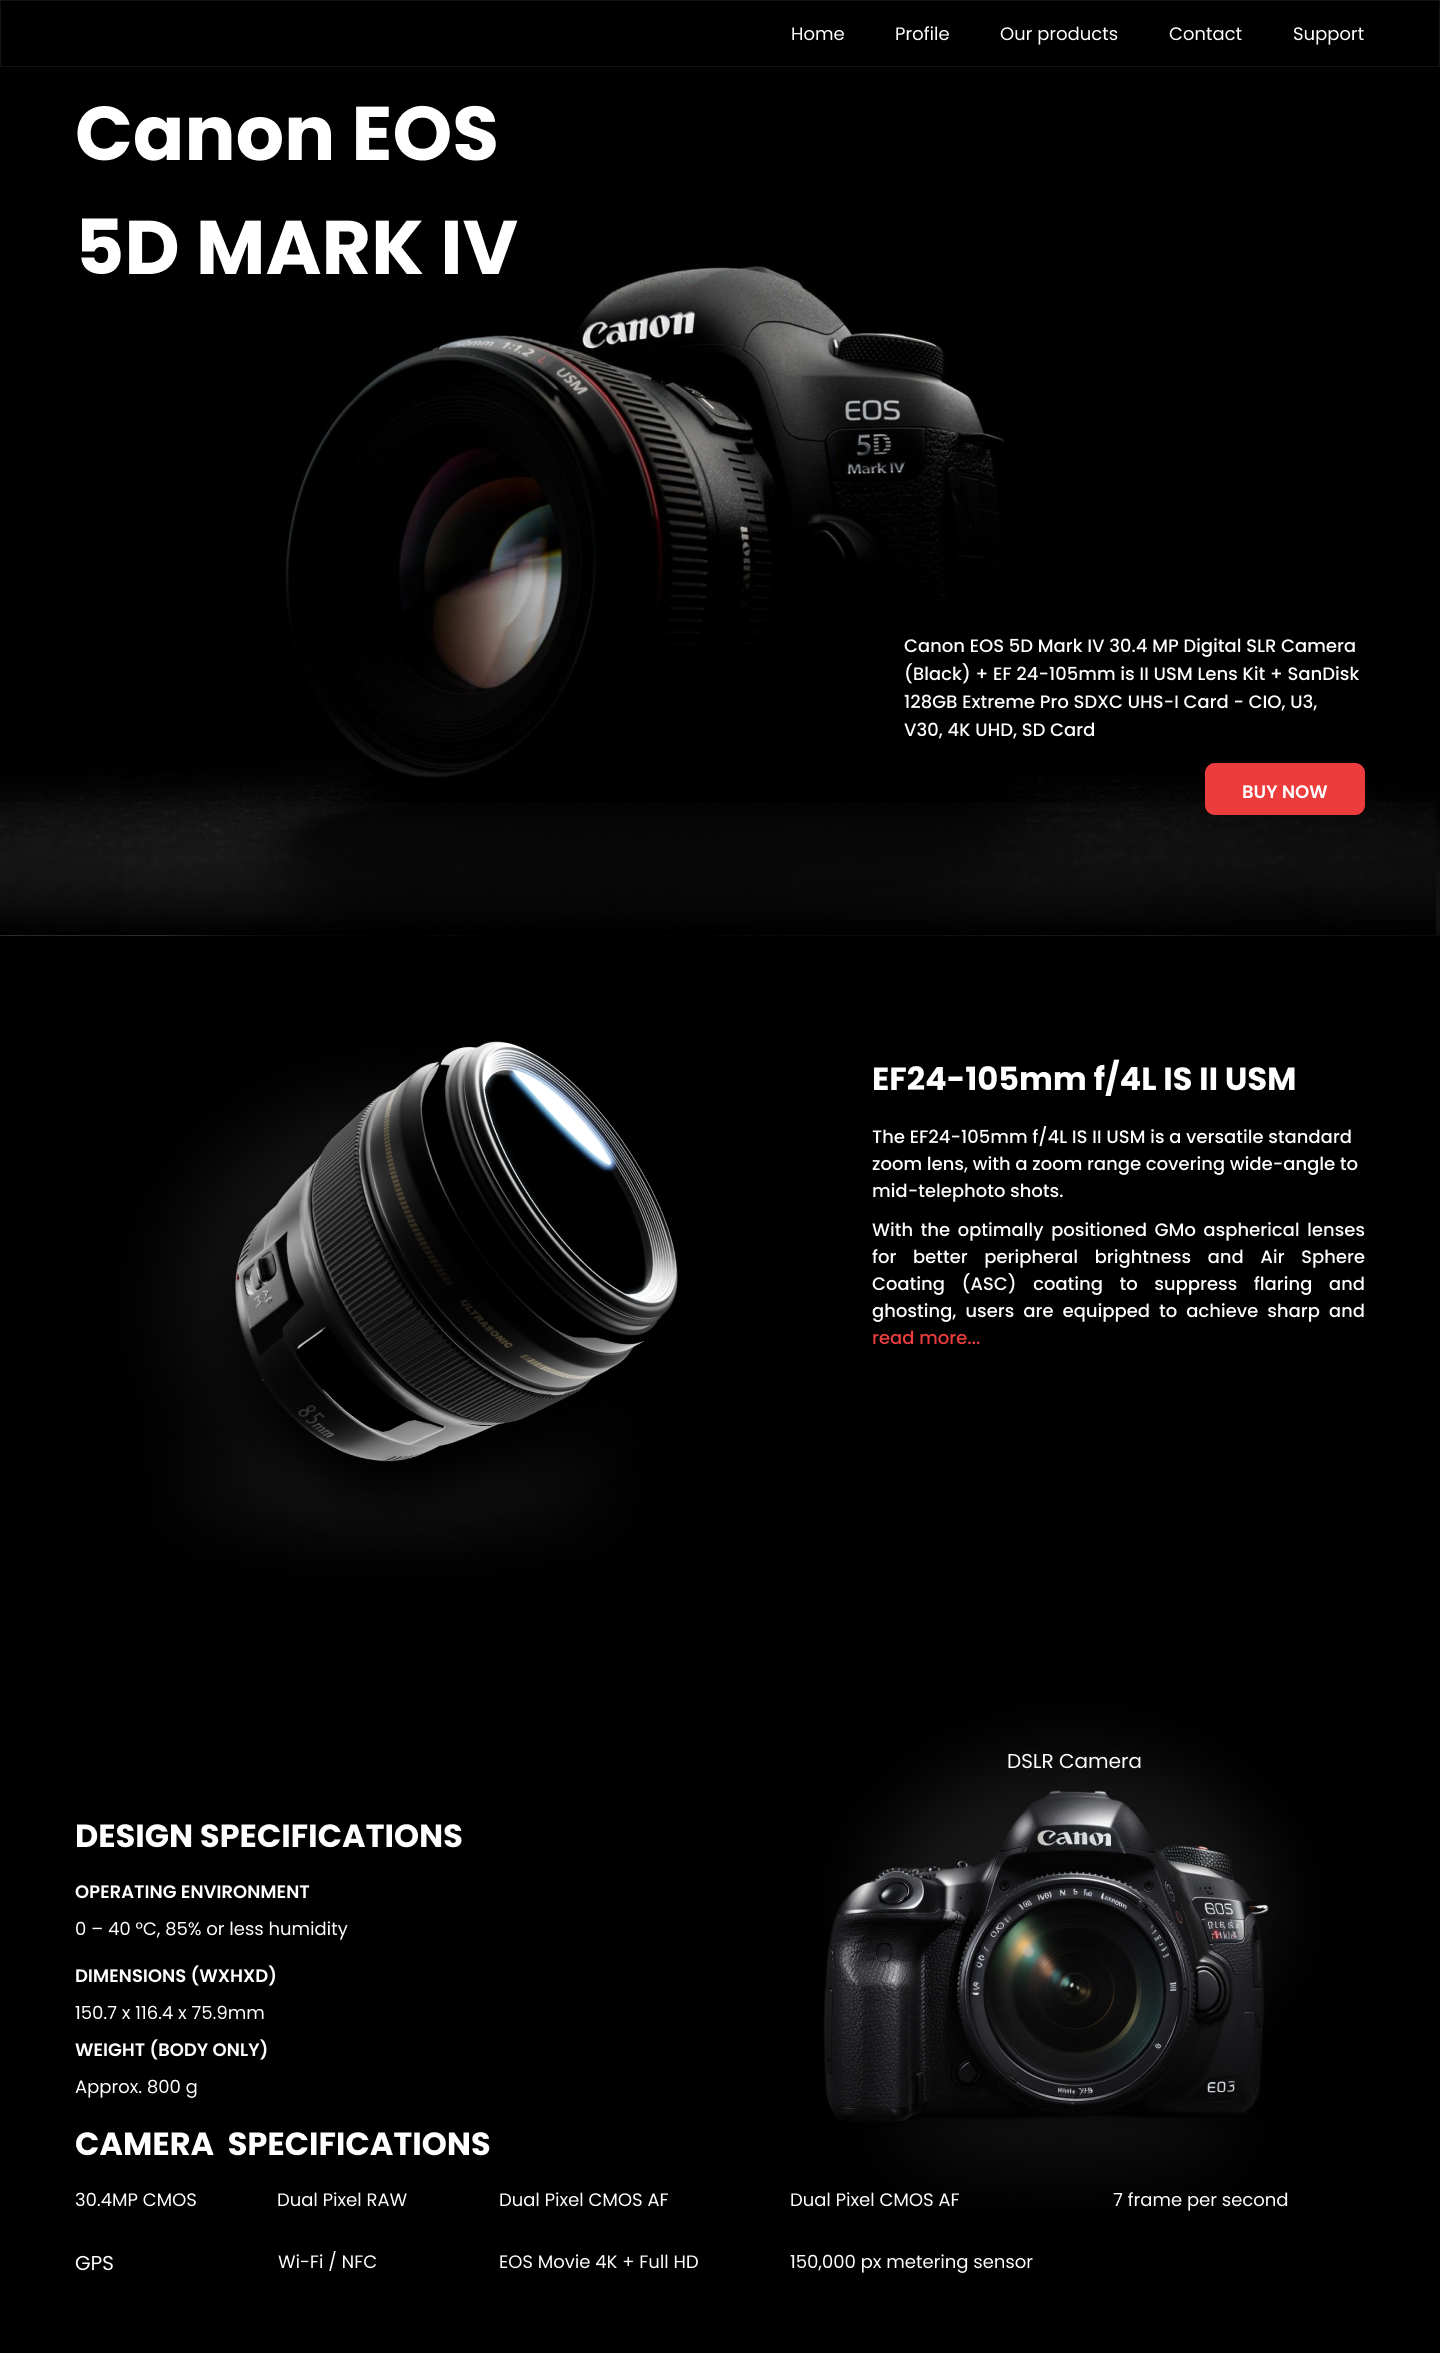 Home Profile Our products Contact Support
Canon EOS
5D MARK IV
Canon
1:1.2 L USM
EOS
5D
Mark IV
Canon EOS 5D Mark IV 30.4 MP Digital SLR Camera
(Black) + EF 24-105mm is II USM Lens Kit + SanDisk
128GB Extreme Pro SDXC UHS-I Card - CIO, U3,
V30, 4K UHD, SD Card
BUY NOW
EF24-105mm f/4L IS II USM
The EF24-105mm f/4L IS II USM is a versatile standard
zoom lens, with a zoom range covering wide-angle to
mid-telephoto shots.
With the optimally positioned GMo aspherical lenses
for better peripheral brightness and Air Sphere
Coating (ASC) coating to suppress flaring and
ghosting, users are equipped to achieve sharp and
read more...
ULTRASONIC
85mm
DSLR Camera
Canon
EOS
E03
DESIGN SPECIFICATIONS
OPERATING ENVIRONMENT
0 – 40 °C, 85% or less humidity
DIMENSIONS (WXHXD)
150.7 x 116.4 x 75.9mm
WEIGHT (BODY ONLY)
Approx. 800 g
CAMERA SPECIFICATIONS
30.4MP CMOS Dual Pixel RAW Dual Pixel CMOS AF Dual Pixel CMOS AF 7 frame per second
GPS Wi-Fi / NFC EOS Movie 4K + Full HD 150,000 px metering sensor